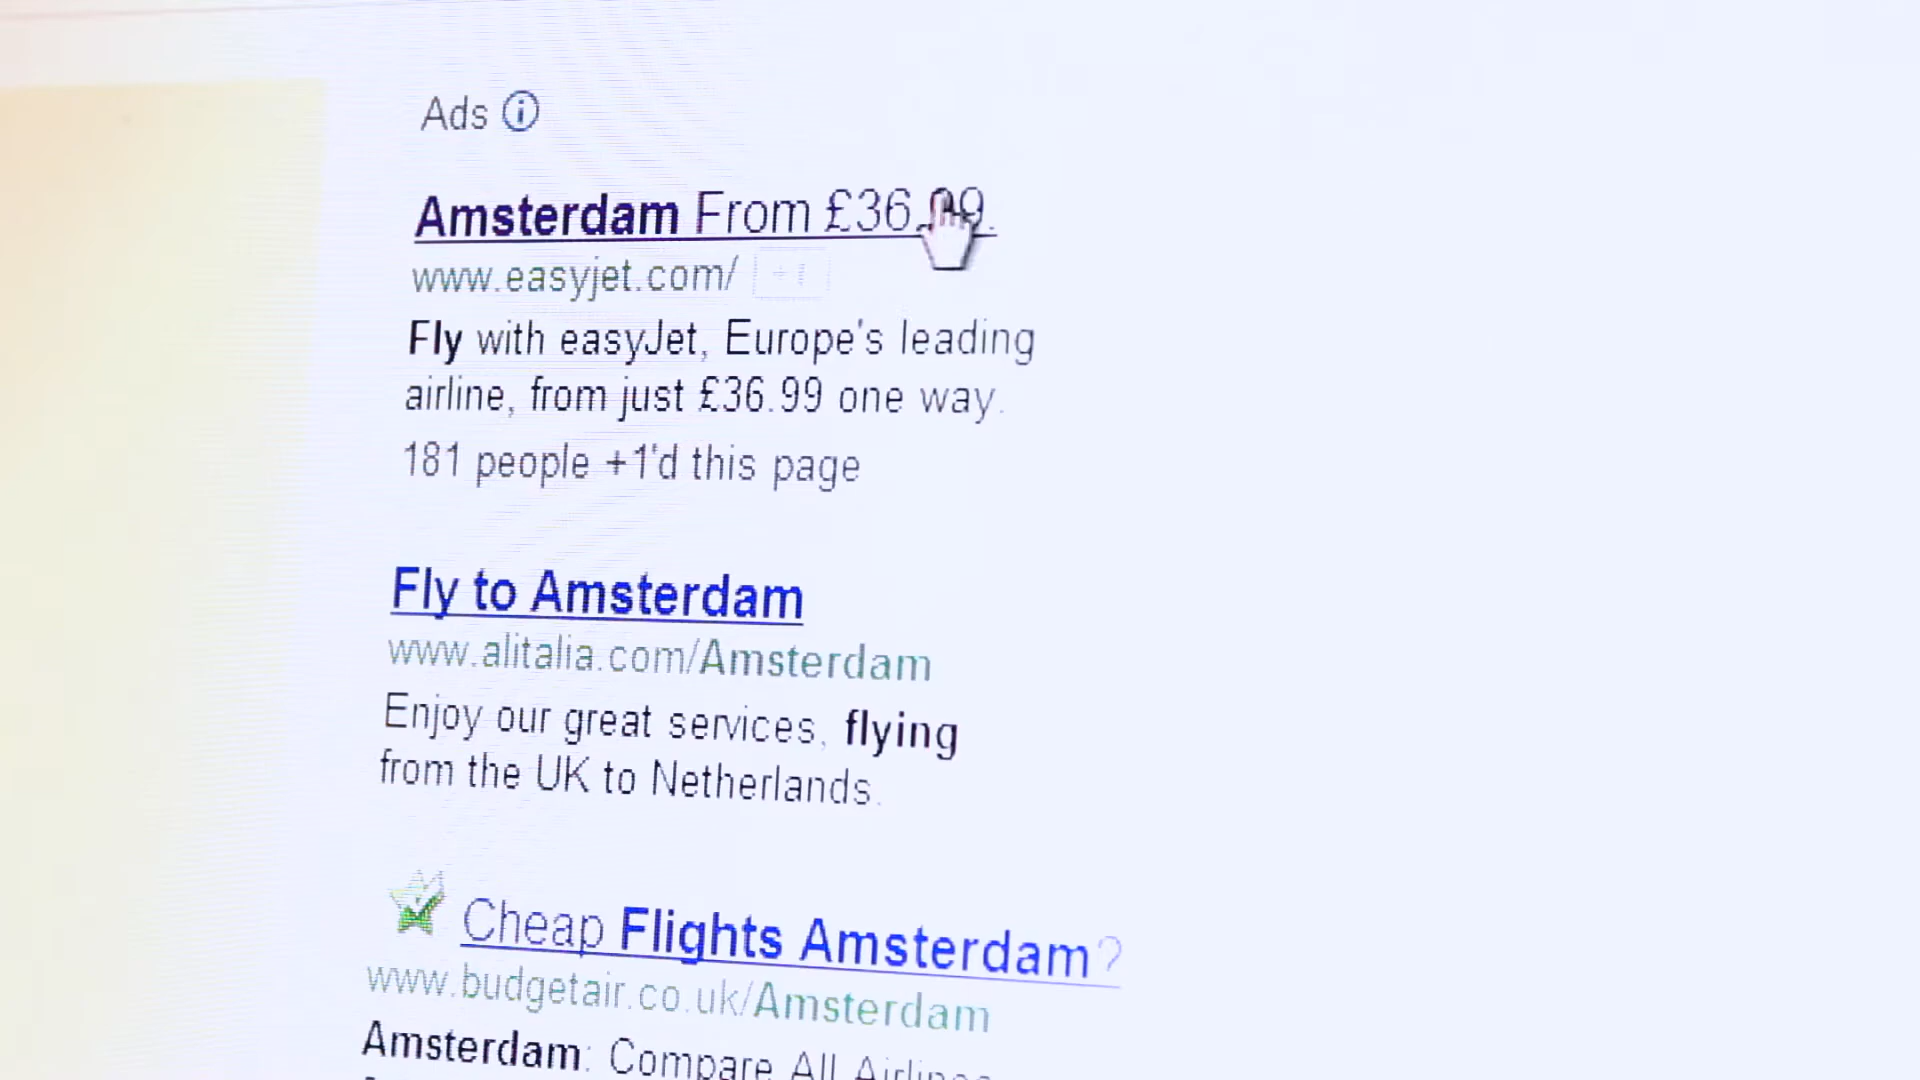 Ads
Amsterdam From £36.99.
www.easyjet.com/ +1
Fly with easyJet, Europe's leading
airline, from just £36.99 one way.
181 people +1'd this page
Fly to Amsterdam
www.alitalia.com/Amsterdam
Enjoy our great services, flying
from the UK to Netherlands.
Cheap Flights Amsterdam?
www.budgetair.co.uk/Amsterdam
Amsterdam: Compare All